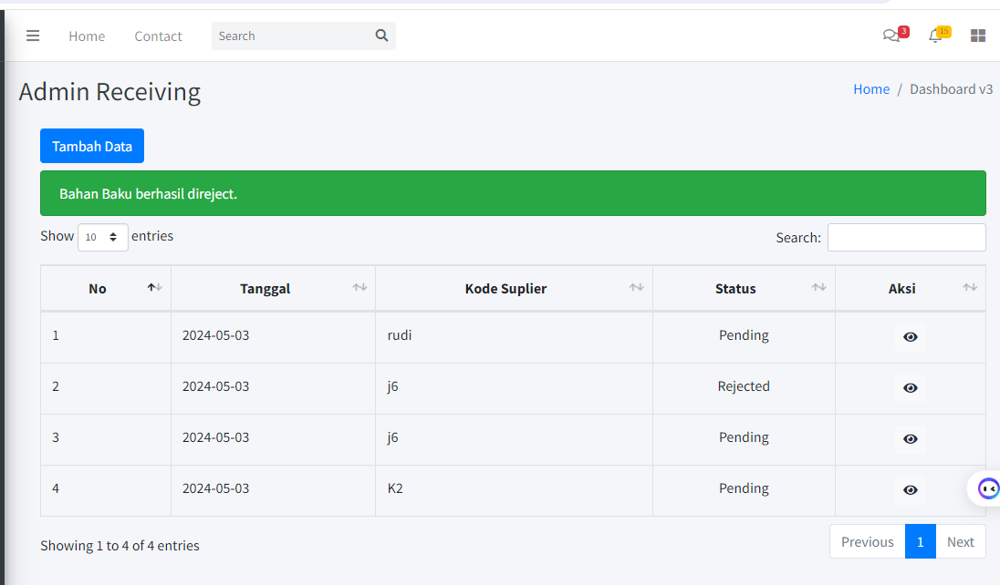 Home Contact Search 3 15
Admin Receiving Home / Dashboard v3
Tambah Data
Bahan Baku berhasil direject.
Show 10 entries Search:
No Tanggal Kode Suplier Status Aksi
1 2024-05-03 rudi Pending
2 2024-05-03 j6 Rejected
3 2024-05-03 j6 Pending
4 2024-05-03 K2 Pending
Showing 1 to 4 of 4 entries Previous 1 Next